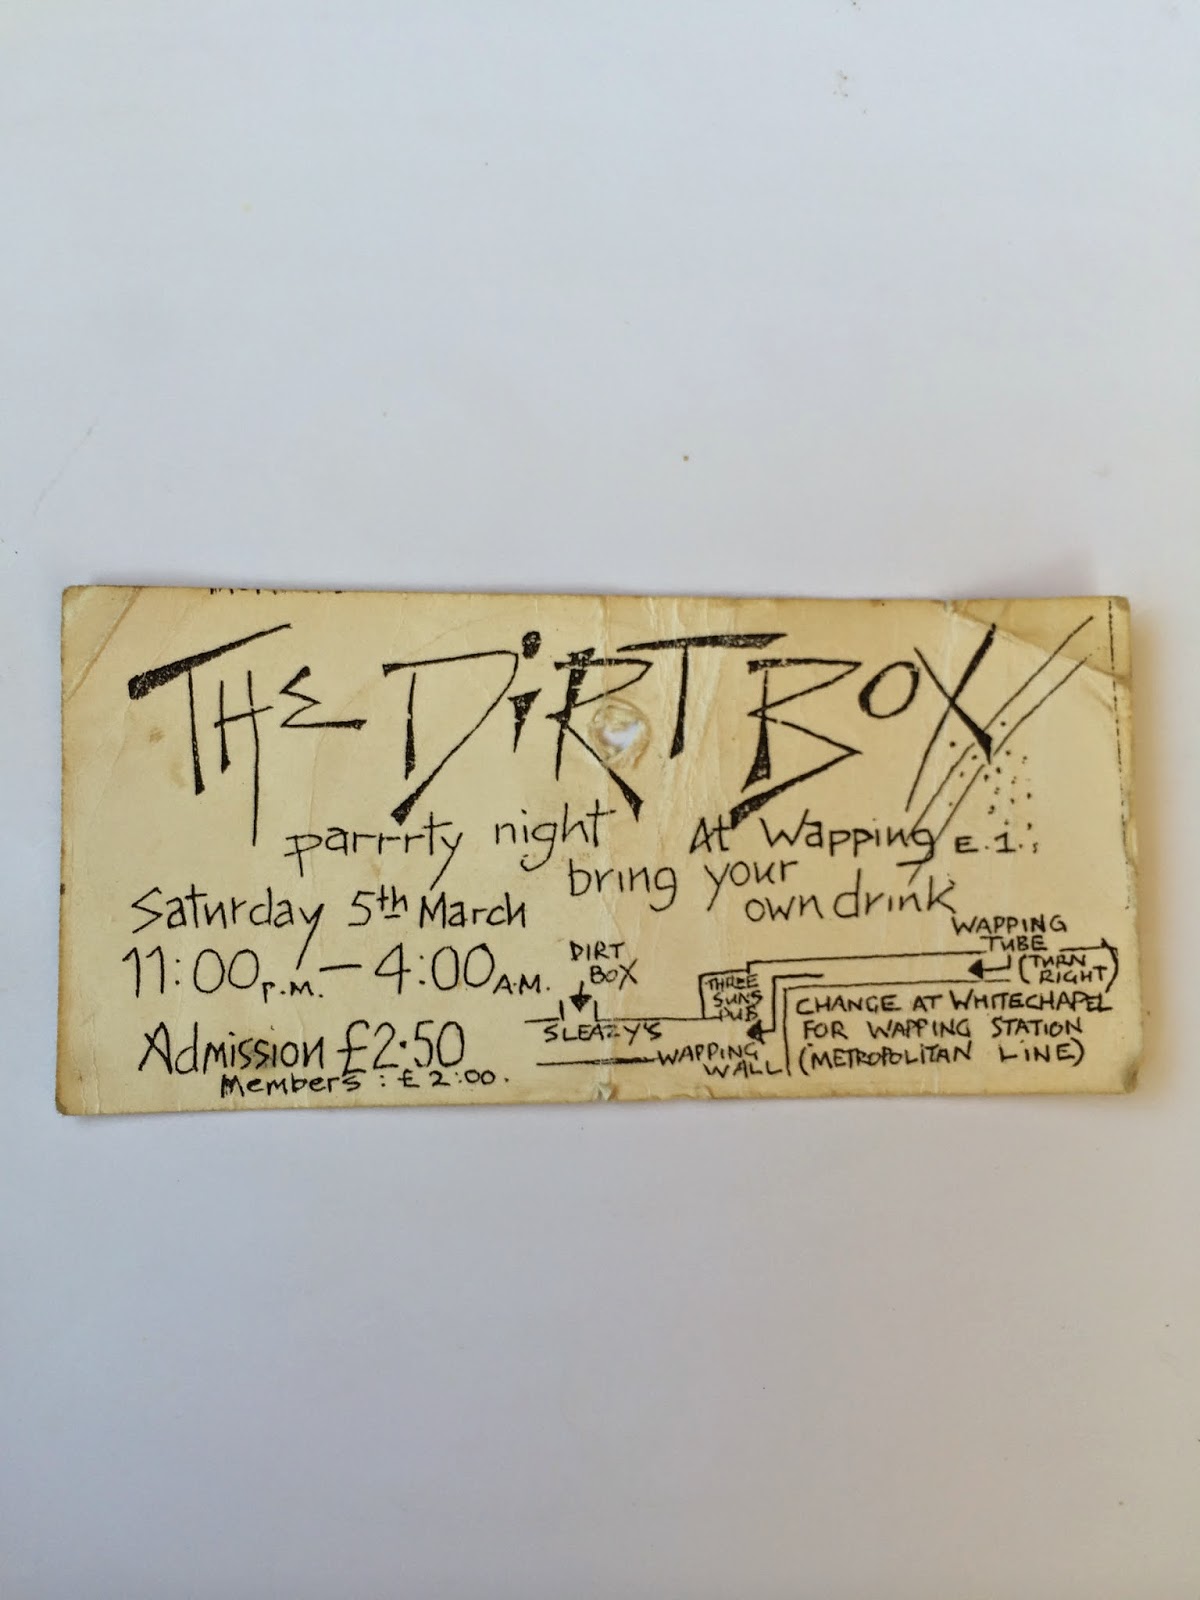 THE DiRT BOX
parrrty night At Wapping E.1.
bring your
own drink
Saturday 5th March
11:00 P.M. – 4:00 A.M.
Admission £2·50
Members : £2:00.
DIRT
BOX
SLEAZY'S
THREE
SUNS
PUB
WAPPING
WALL
WAPPING
TUBE
(TURN
RIGHT)
CHANGE AT WHITECHAPEL
FOR WAPPING STATION
(METROPOLITAN LINE)